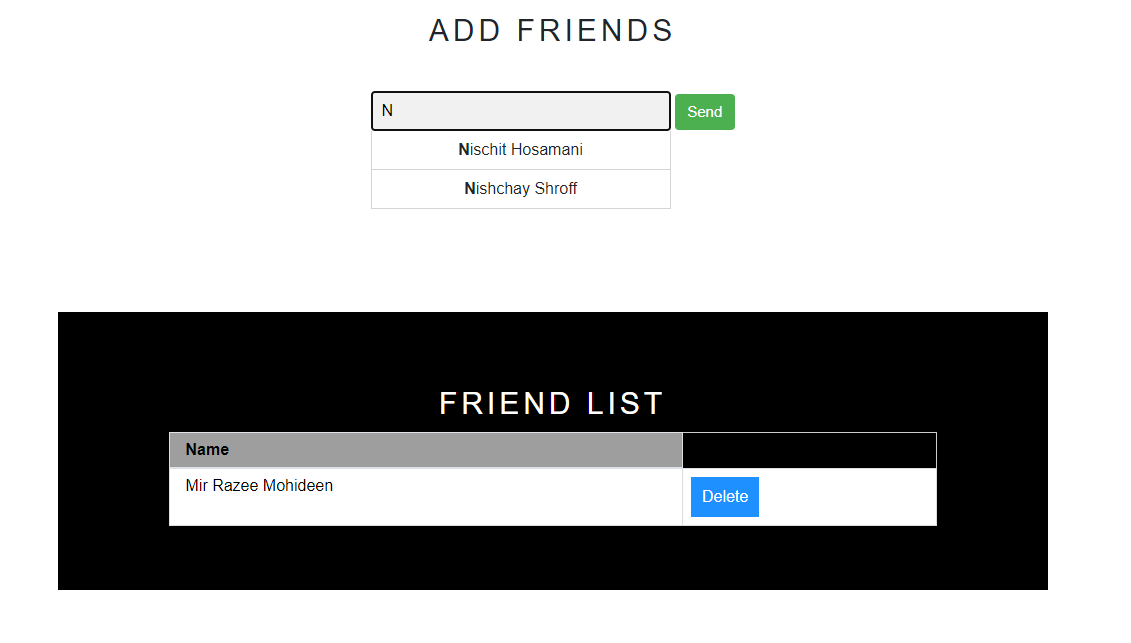 ADD FRIENDS
N Send
Nischit Hosamani
Nishchay Shroff
FRIEND LIST
Name
Mir Razee Mohideen
Delete